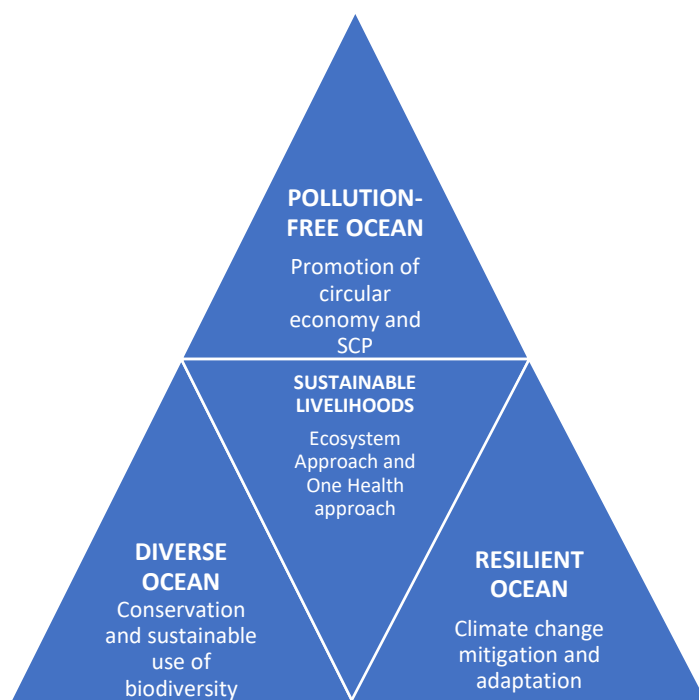 POLLUTION-
FREE OCEAN
Promotion of
circular
economy and
SCP
SUSTAINABLE
LIVELIHOODS
Ecosystem
Approach and
One Health
approach
DIVERSE
OCEAN
Conservation
and sustainable
use of
biodiversity
RESILIENT
OCEAN
Climate change
mitigation and
adaptation